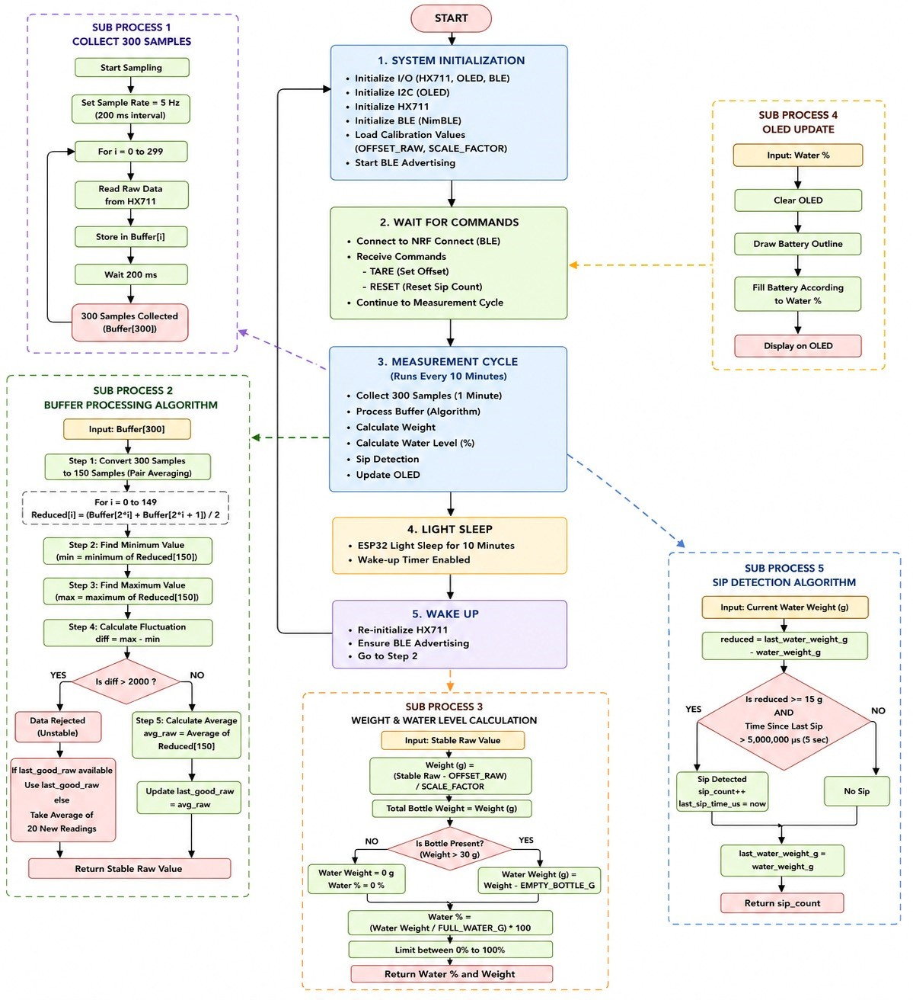 START
1. SYSTEM INITIALIZATION
• Initialize I/O (HX711, OLED, BLE)
• Initialize I2C (OLED)
• Initialize HX711
• Initialize BLE (NimBLE)
• Load Calibration Values
(OFFSET_RAW, SCALE_FACTOR)
• Start BLE Advertising
2. WAIT FOR COMMANDS
• Connect to NRF Connect (BLE)
• Receive Commands
- TARE (Set Offset)
- RESET (Reset Sip Count)
• Continue to Measurement Cycle
3. MEASUREMENT CYCLE
(Runs Every 10 Minutes)
• Collect 300 Samples (1 Minute)
• Process Buffer (Algorithm)
• Calculate Weight
• Calculate Water Level (%)
• Sip Detection
• Update OLED
4. LIGHT SLEEP
• ESP32 Light Sleep for 10 Minutes
• Wake-up Timer Enabled
5. WAKE UP
• Re-initialize HX711
• Ensure BLE Advertising
• Go to Step 2
SUB PROCESS 1
COLLECT 300 SAMPLES
Start Sampling
Set Sample Rate = 5 Hz
(200 ms interval)
For i = 0 to 299
Read Raw Data
from HX711
Store in Buffer[i]
Wait 200 ms
300 Samples Collected
(Buffer[300])
SUB PROCESS 2
BUFFER PROCESSING ALGORITHM
Input: Buffer[300]
Step 1: Convert 300 Samples
to 150 Samples (Pair Averaging)
For i = 0 to 149
Reduced[i] = (Buffer[2*i] + Buffer[2*i + 1]) / 2
Step 2: Find Minimum Value
(min = minimum of Reduced[150])
Step 3: Find Maximum Value
(max = maximum of Reduced[150])
Step 4: Calculate Fluctuation
diff = max - min
Is diff > 2000 ?
YES
NO
Data Rejected
(Unstable)
If last_good_raw available
Use last_good_raw
else
Take Average of
20 New Readings
Step 5: Calculate Average
avg_raw = Average of
Reduced[150]
Update last_good_raw
= avg_raw
Return Stable Raw Value
SUB PROCESS 3
WEIGHT & WATER LEVEL CALCULATION
Input: Stable Raw Value
Weight (g) =
(Stable Raw - OFFSET_RAW)
/ SCALE_FACTOR
Total Bottle Weight = Weight (g)
Is Bottle Present?
(Weight > 30 g)
NO
YES
Water Weight = 0 g
Water % = 0 %
Water Weight (g) =
Weight - EMPTY_BOTTLE_G
Water % =
(Water Weight / FULL_WATER_G) * 100
Limit between 0% to 100%
Return Water % and Weight
SUB PROCESS 4
OLED UPDATE
Input: Water %
Clear OLED
Draw Battery Outline
Fill Battery According
to Water %
Display on OLED
SUB PROCESS 5
SIP DETECTION ALGORITHM
Input: Current Water Weight (g)
reduced = last_water_weight_g
- water_weight_g
Is reduced >= 15 g
AND
Time Since Last Sip
> 5,000,000 µs (5 sec)
YES
NO
Sip Detected
sip_count++
last_sip_time_us = now
No Sip
last_water_weight_g =
water_weight_g
Return sip_count